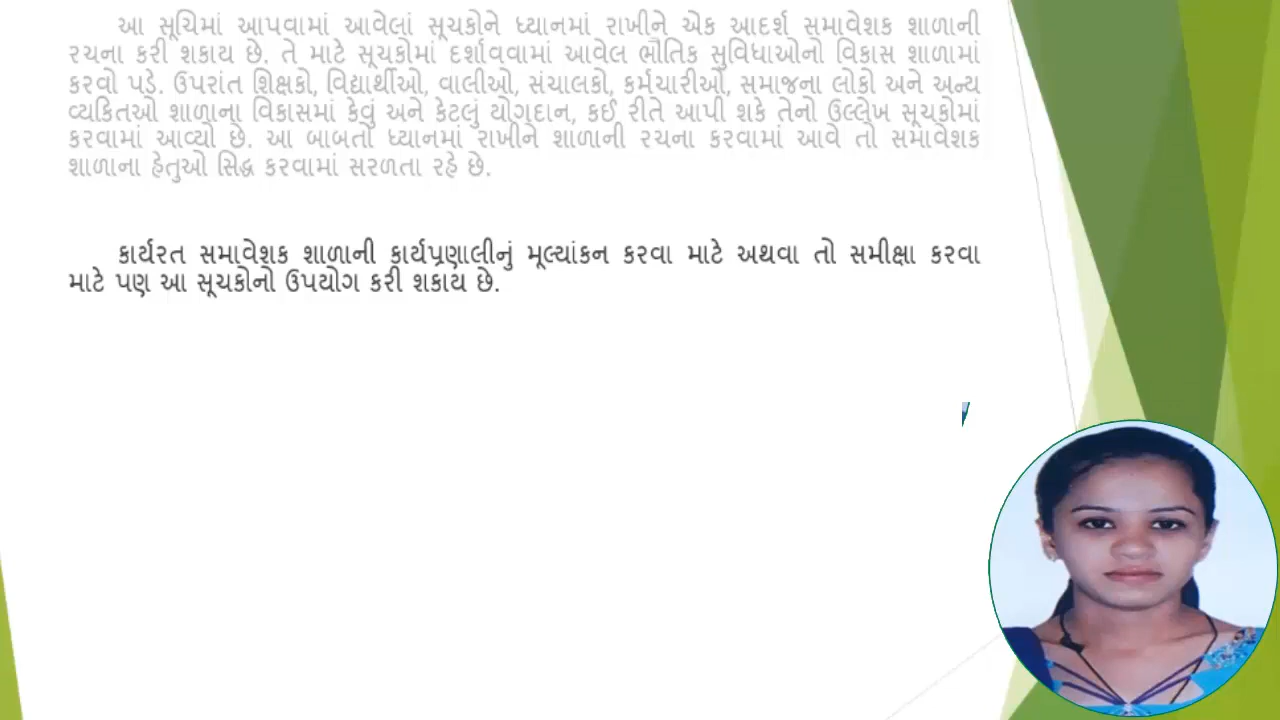 આ સૂચિમાં આપવામાં આવેલાં સૂચકોને ધ્યાનમાં રાખીને એક આદર્શ સમાવેશક શાળાની
રચના કરી શકાય છે. તે માટે સૂચકોમાં દર્શાવવામાં આવેલ ભૌતિક સુવિધાઓનો વિકાસ શાળામાં
કરવો પડે. ઉપરાંત શિક્ષકો, વિદ્યાર્થીઓ, વાલીઓ, સંચાલકો, કર્મચારીઓ, સમાજના લોકો અને અન્ય
વ્યકિતઓ શાળાના વિકાસમાં કેવું અને કેટલું યોગદાન, કઈ રીતે આપી શકે તેનો ઉલ્લેખ સૂચકોમાં
કરવામાં આવ્યો છે. આ બાબતો ધ્યાનમાં રાખીને શાળાની રચના કરવામાં આવે તો સમાવેશક
શાળાના હેતુઓ સિદ્ધ કરવામાં સરળતા રહે છે.
કાર્યરત સમાવેશક શાળાની કાર્યપ્રણાલીનું મૂલ્યાંકન કરવા માટે અથવા તો સમીક્ષા કરવા
માટે પણ આ સૂચકોનો ઉપયોગ કરી શકાય છે.